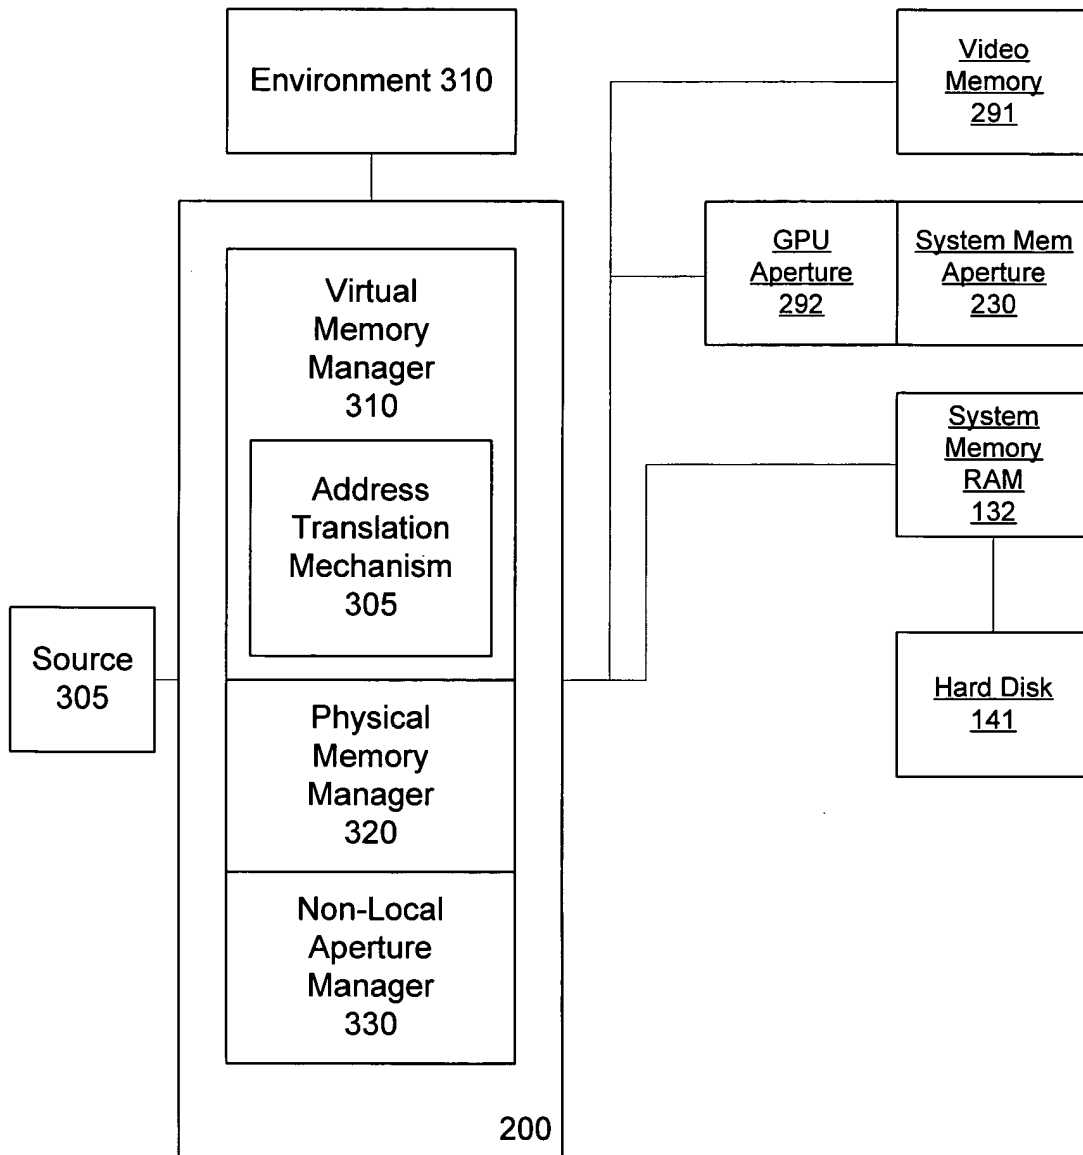 Environment 310
Video
Memory
291
GPU
Aperture
292
System Mem
Aperture
230
Virtual
Memory
Manager
310
System
Memory
RAM
132
Address
Translation
Mechanism
305
Source
305
Hard Disk
141
Physical
Memory
Manager
320
Non-Local
Aperture
Manager
330
200